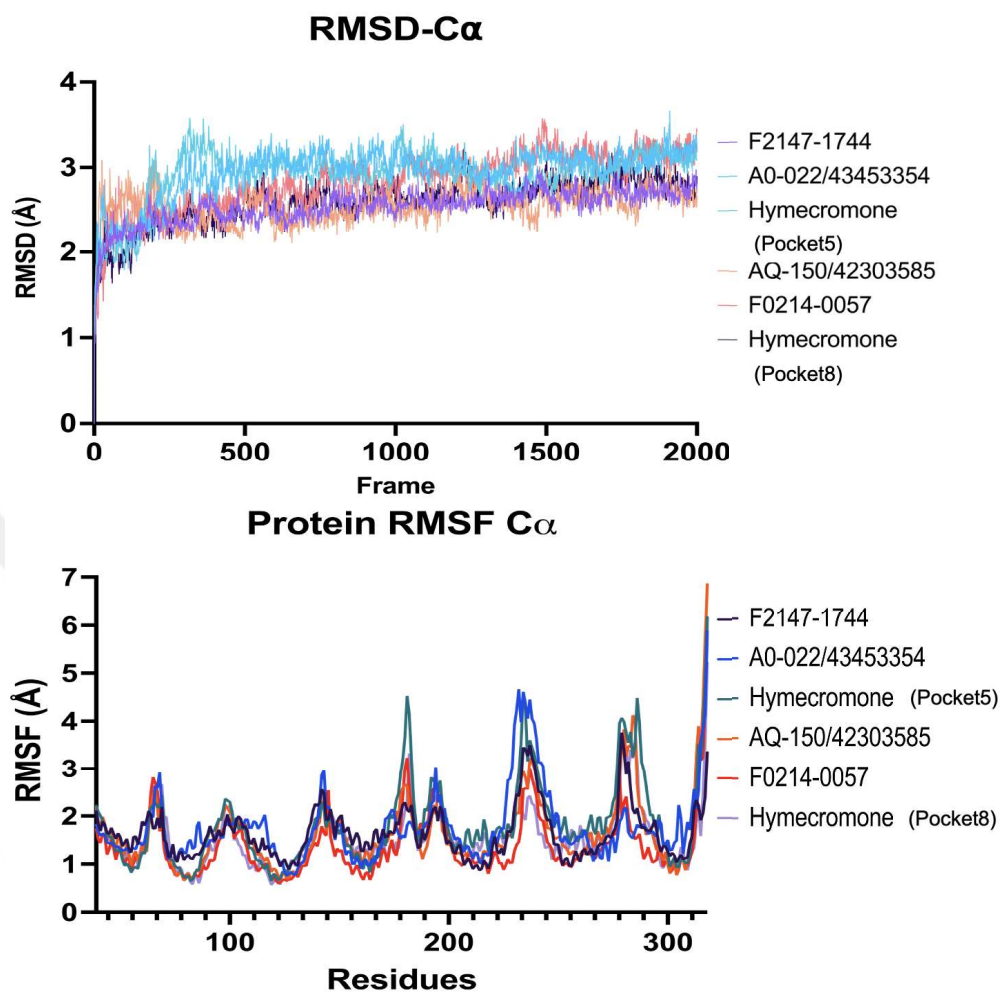 RMSD-Cα
4
3
2
1
0
RMSD (Å)
0 500 1000 1500 2000
Frame
F2147-1744
A0-022/43453354
Hymecromone
(Pocket5)
AQ-150/42303585
F0214-0057
Hymecromone
(Pocket8)
Protein RMSF Cα
7
6
5
4
3
2
1
0
RMSF (Å)
100 200 300
Residues
F2147-1744
A0-022/43453354
Hymecromone (Pocket5)
AQ-150/42303585
F0214-0057
Hymecromone (Pocket8)